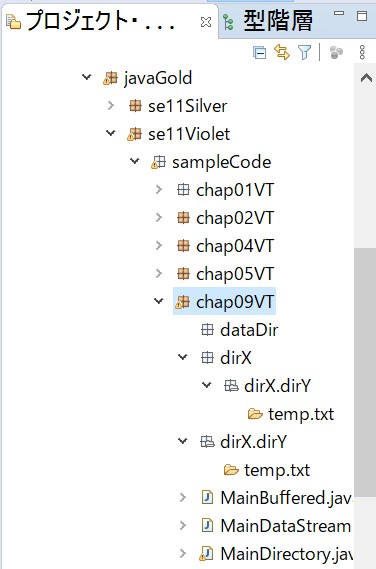 プロジェクト・... 型階層
javaGold
se11Silver
se11Violet
sampleCode
chap01VT
chap02VT
chap04VT
chap05VT
chap09VT
dataDir
dirX
dirX.dirY
temp.txt
dirX.dirY
temp.txt
MainBuffered.jav
MainDataStream
MainDirectory.jav